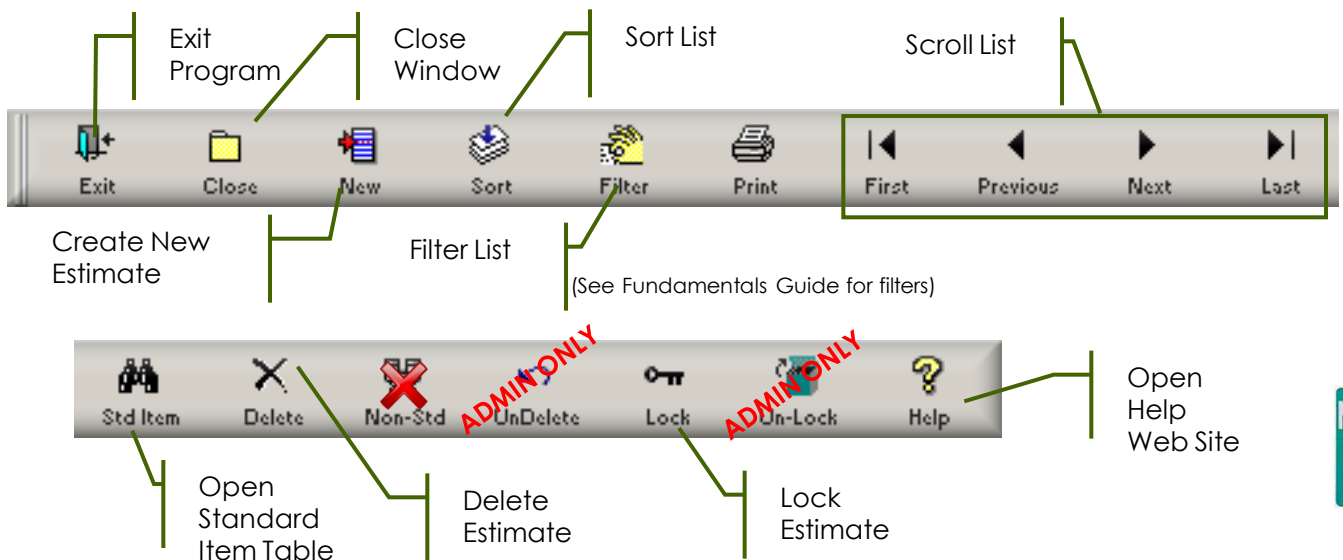 Exit
Program
Close
Window
Sort List
Scroll List
Exit
Close
New
Sort
Filter
Print
First
Previous
Next
Last
Create New
Estimate
Filter List
(See Fundamentals Guide for filters)
Std Item
Delete
Non-Std
ADMIN ONLY
UnDelete
Lock
ADMIN ONLY
Un-Lock
Help
Open
Help
Web Site
Open
Standard
Item Table
Delete
Estimate
Lock
Estimate